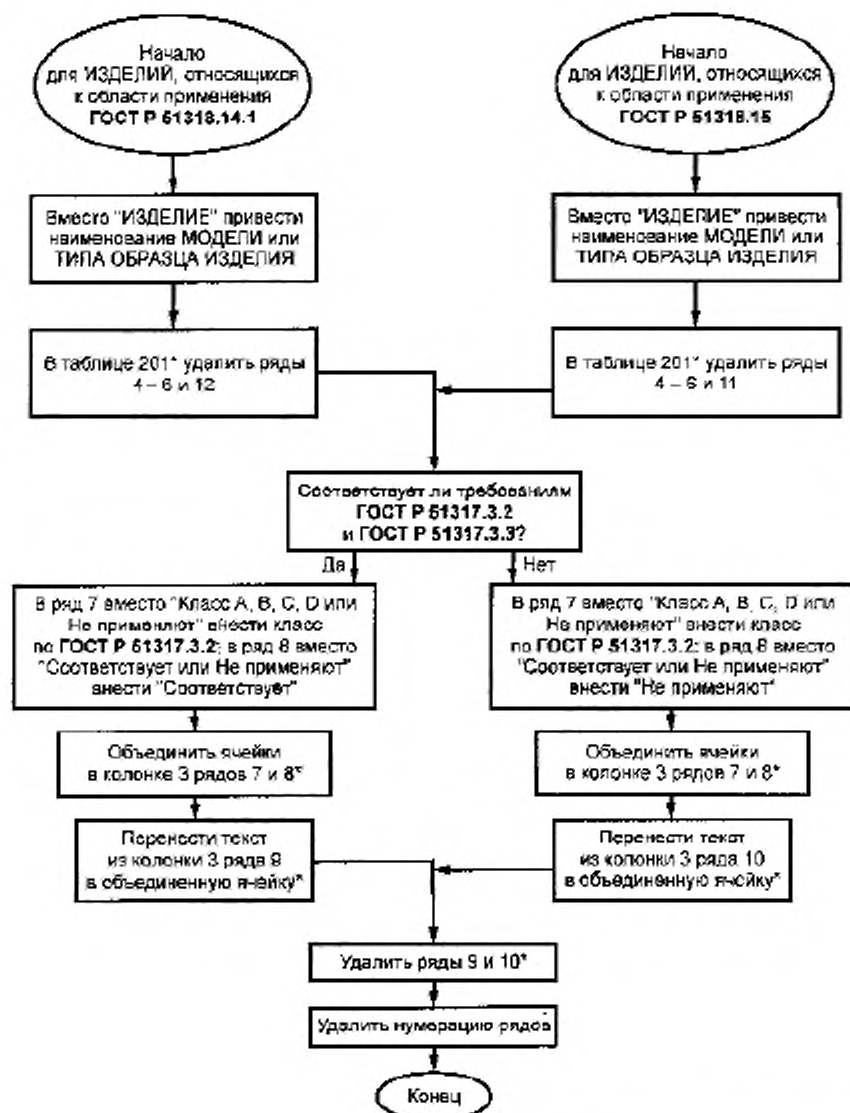 Начало
для ИЗДЕЛИЙ, относящихся
к области применения
ГОСТ Р 51318.14.1
Начало
для ИЗДЕЛИЙ, относящихся
к области применения
ГОСТ Р 51318.15
Вместо "ИЗДЕЛИЕ" привести
наименование МОДЕЛИ или
ТИПА ОБРАЗЦА ИЗДЕЛИЯ
Вместо "ИЗДЕЛИЕ" привести
наименование МОДЕЛИ или
ТИПА ОБРАЗЦА ИЗДЕЛИЯ
В таблице 201* удалить ряды
4 – 6 и 12
В таблице 201* удалить ряды
4 – 6 и 11
Соответствует ли требованиям
ГОСТ Р 51317.3.2
и ГОСТ Р 51317.3.3?
Да
Нет
В ряд 7 вместо "Класс А, В, С, D или
Не применяют" внести класс
по ГОСТ Р 51317.3.2; в ряд 8 вместо
"Соответствует или Не применяют"
внести "Соответствует"
В ряд 7 вместо "Класс А, В, С, D или
Не применяют" внести класс
по ГОСТ Р 51317.3.2: в ряд 8 вместо
"Соответствует или Не применяют"
внести "Не применяют"
Объединить ячейки
в колонке 3 рядов 7 и 8*
Объединить ячейки
в колонке 3 рядов 7 и 8*
Перенести текст
из колонки 3 ряда 9
в объединенную ячейку*
Перенести текст
из колонки 3 ряда 10
в объединенную ячейку*
Удалить ряды 9 и 10*
Удалить нумерацию рядов
Конец